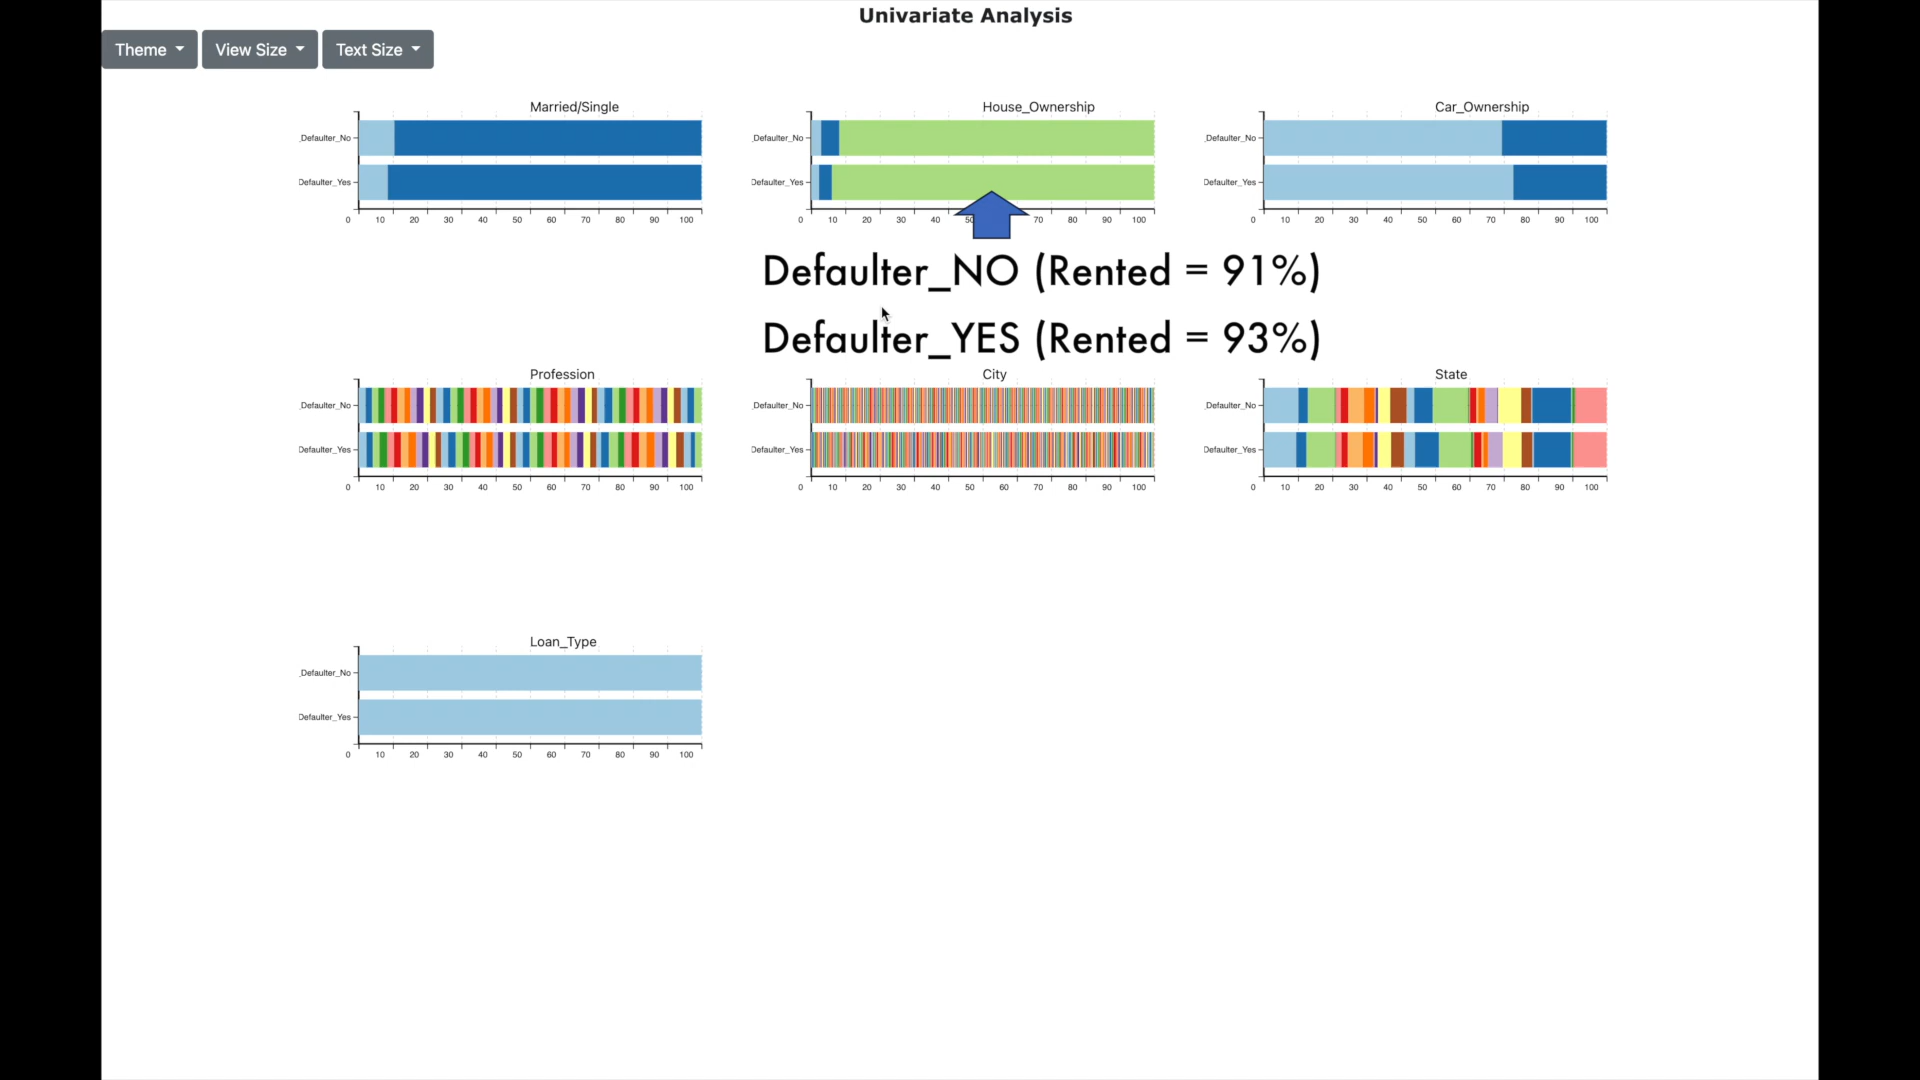 Univariate Analysis
Theme View Size Text Size
Married/Single House_Ownership Car_Ownership
Defaulter_No Defaulter_No Defaulter_No
Defaulter_Yes Defaulter_Yes Defaulter_Yes
0 10 20 30 40 50 60 70 80 90 100 0 10 20 30 40 70 80 90 100 0 10 20 30 40 50 60 70 80 90 100
Defaulter_NO (Rented = 91%)
Defaulter_YES (Rented = 93%)
Profession City State
Defaulter_No Defaulter_No Defaulter_No
Defaulter_Yes Defaulter_Yes Defaulter_Yes
0 10 20 30 40 50 60 70 80 90 100 0 10 20 30 40 50 60 70 80 90 100 0 10 20 30 40 50 60 70 80 90 100
Loan_Type
Defaulter_No
Defaulter_Yes
0 10 20 30 40 50 60 70 80 90 100